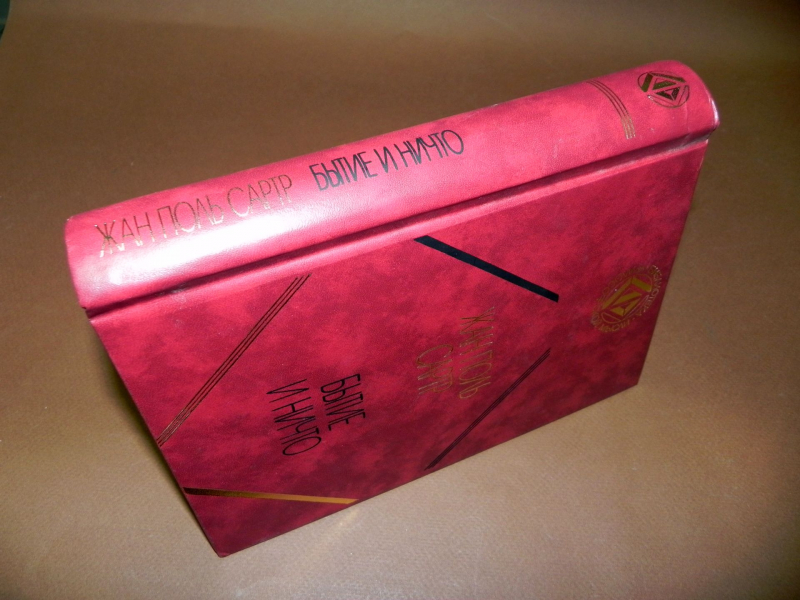 ЖАН ПОЛЬ САРТР БЫТИЕ И НИЧТО
ЖАН ПОЛЬ
САРТР
БЫТИЕ
И НИЧТО